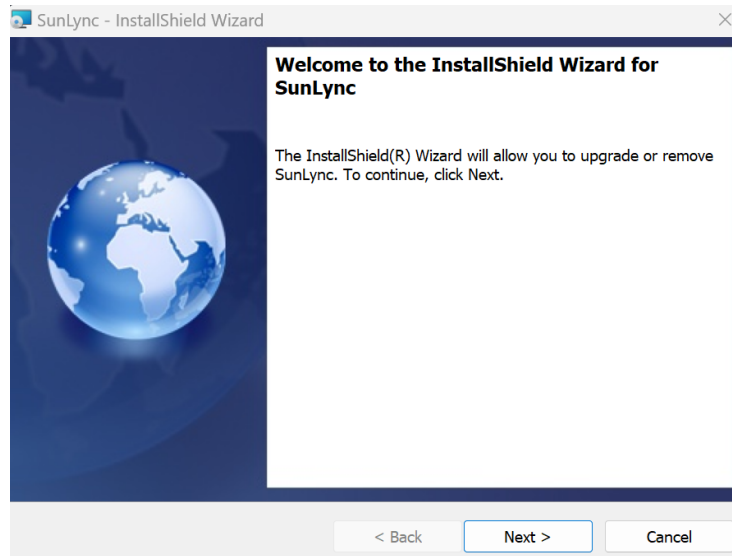 SunLync - InstallShield Wizard
Welcome to the InstallShield Wizard for
SunLync
The InstallShield(R) Wizard will allow you to upgrade or remove
SunLync. To continue, click Next.
< Back
Next >
Cancel